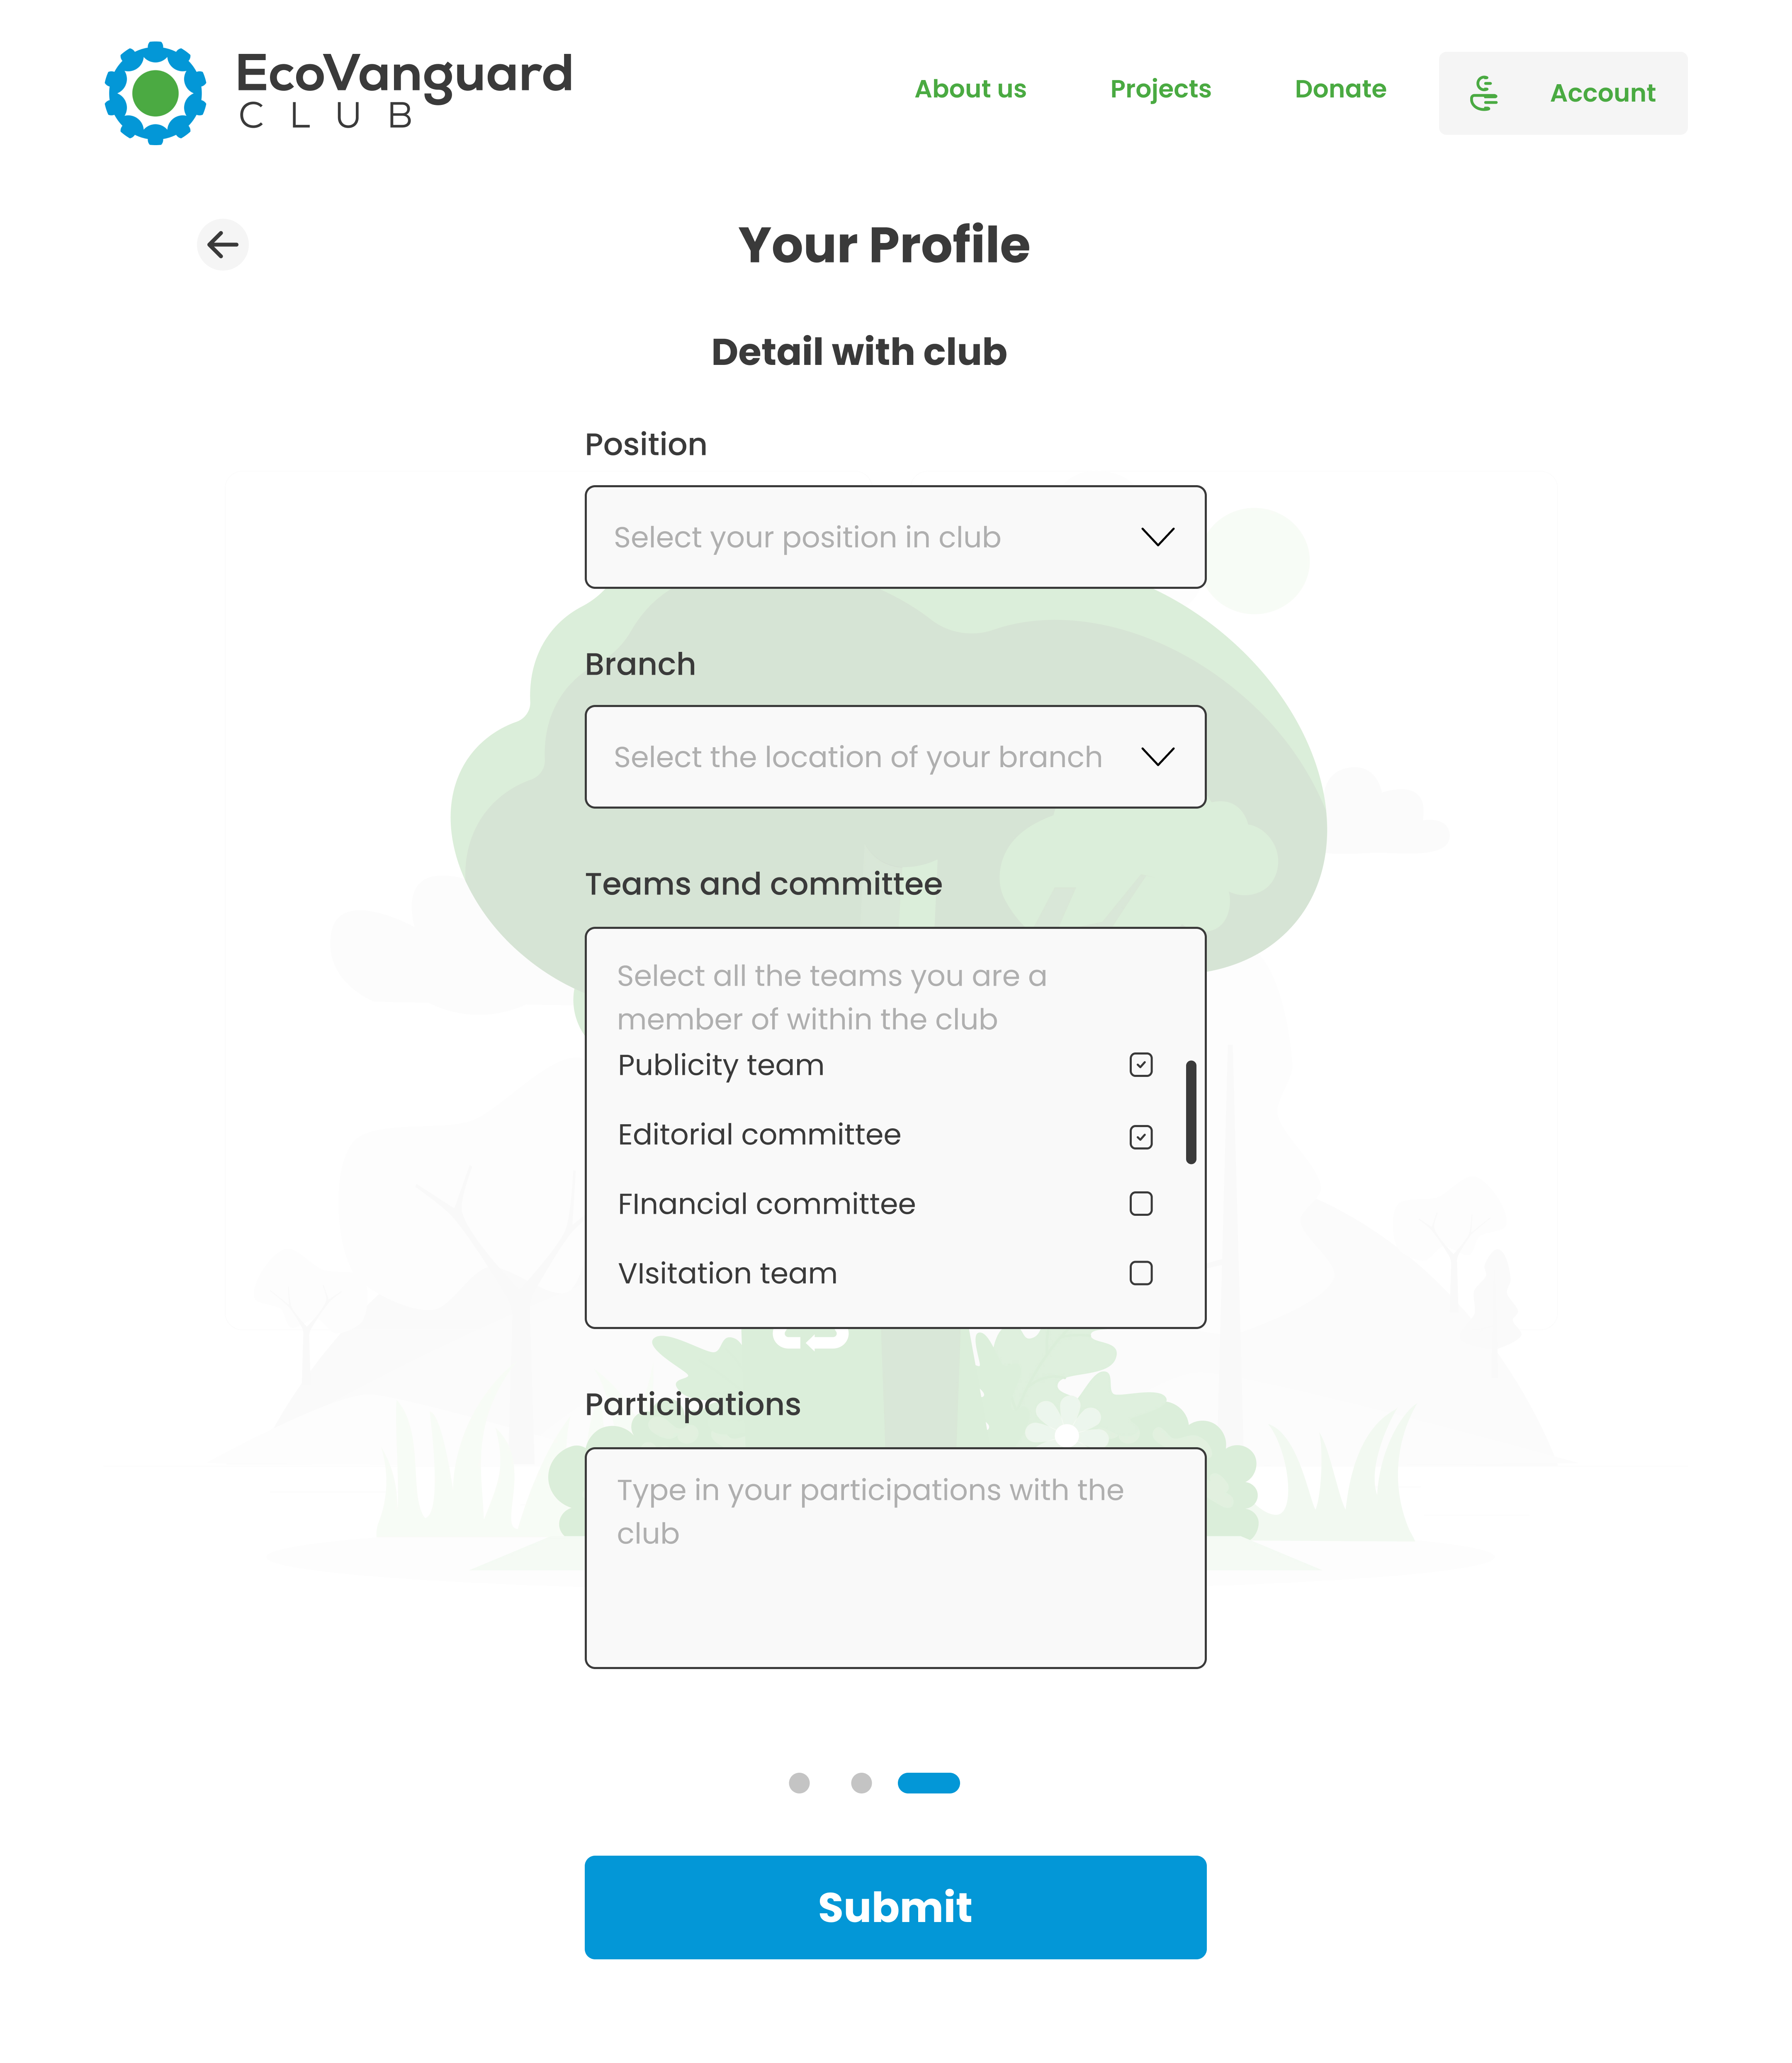 EcoVanguard
CLUB
About us
Projects
Donate
Account
Your Profile
Detail with club
Position
Select your position in club
Branch
Select the location of your branch
Teams and committee
Select all the teams you are a
member of within the club
Publicity team
Editorial committee
FInancial committee
VIsitation team
Participations
Type in your participations with the
club
Submit